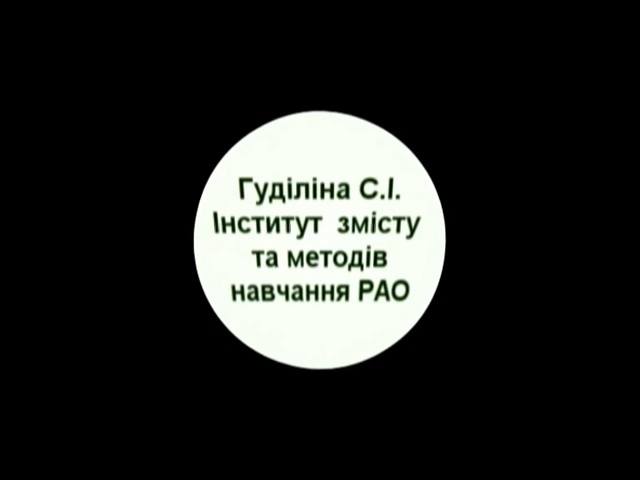 Гуділіна С.І.
Інститут змісту
та методів
навчання РАО